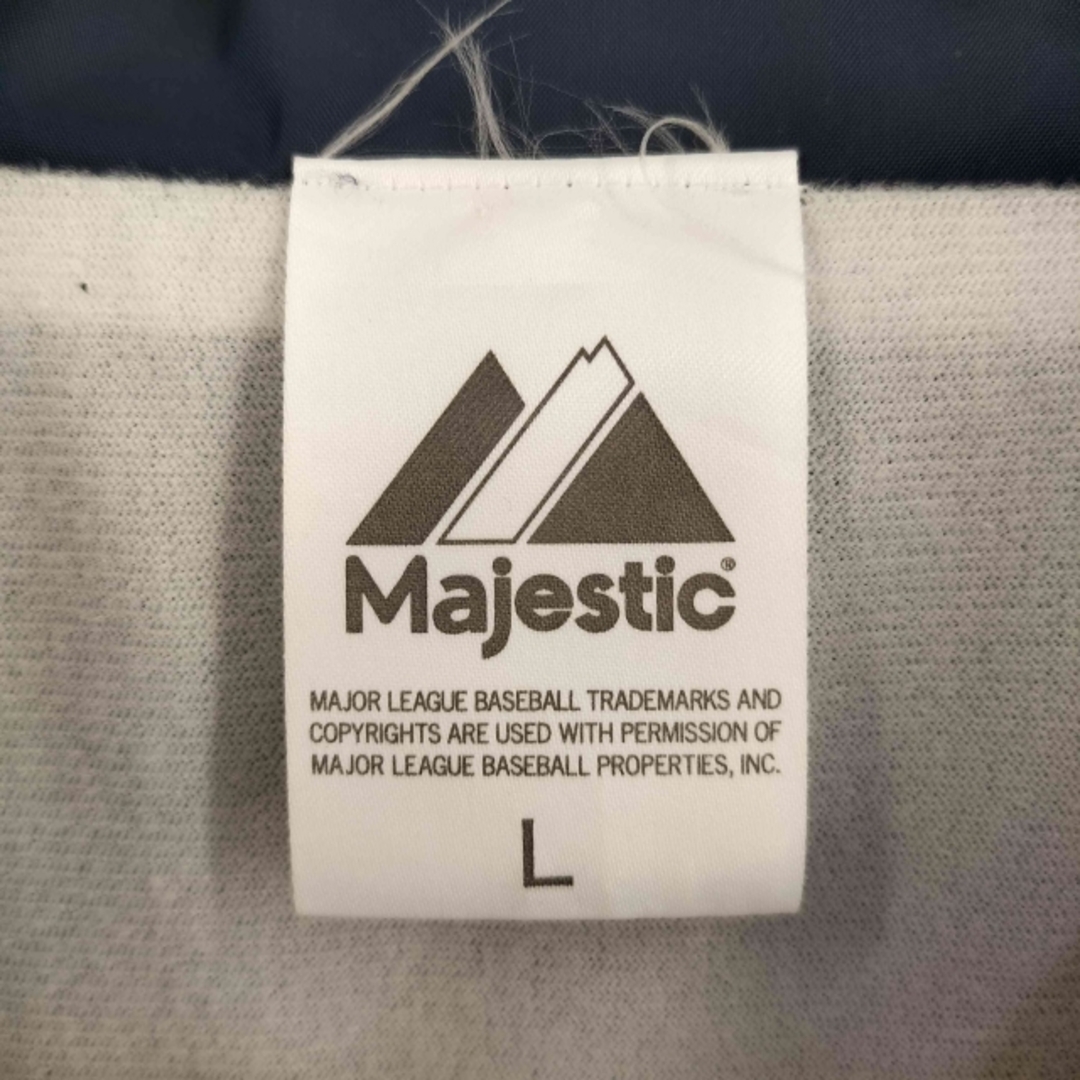 Majestic®
MAJOR LEAGUE BASEBALL TRADEMARKS AND
COPYRIGHTS ARE USED WITH PERMISSION OF
MAJOR LEAGUE BASEBALL PROPERTIES, INC.
L